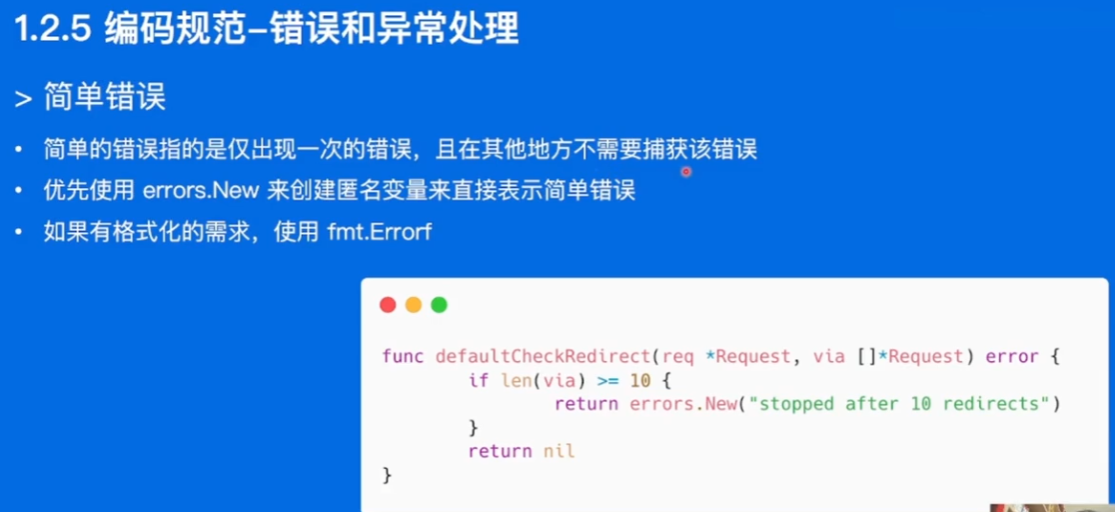 1.2.5 编码规范-错误和异常处理
> 简单错误
• 简单的错误指的是仅出现一次的错误，且在其他地方不需要捕获该错误
• 优先使用 errors.New 来创建匿名变量来直接表示简单错误
• 如果有格式化的需求，使用 fmt.Errorf
func defaultCheckRedirect(req *Request, via []*Request) error {
        if len(via) >= 10 {
                return errors.New("stopped after 10 redirects")
        }
        return nil
}